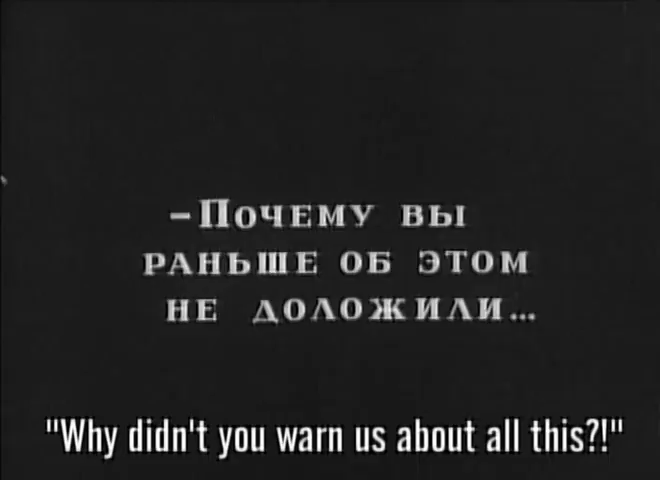 –Почему вы
раньше об этом
не доложили...
"Why didn't you warn us about all this?!"